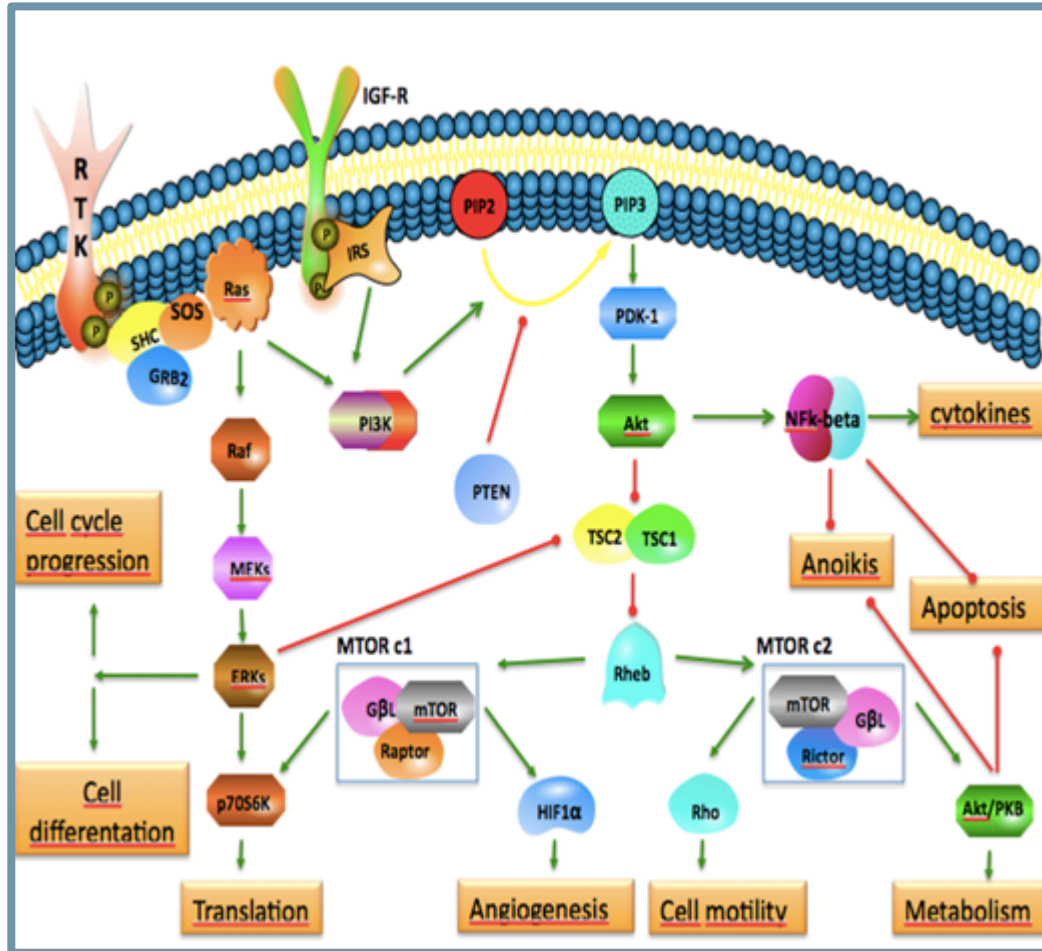 IGF-R
R
T
K
P
P
SHC
SOS
GRB2
Ras
P
P
IRS
PIP2
PIP3
PDK-1
PI3K
Raf
Akt
NFk-beta
cytokines
PTEN
Cell cycle
progression
MEKs
TSC2
TSC1
Anoikis
Apoptosis
ERKs
MTOR c1
GβL
mTOR
Raptor
Rheb
MTOR c2
mTOR
GβL
Rictor
Cell
differentation
p70S6K
HIF1α
Rho
Akt/PKB
Translation
Angiogenesis
Cell motility
Metabolism